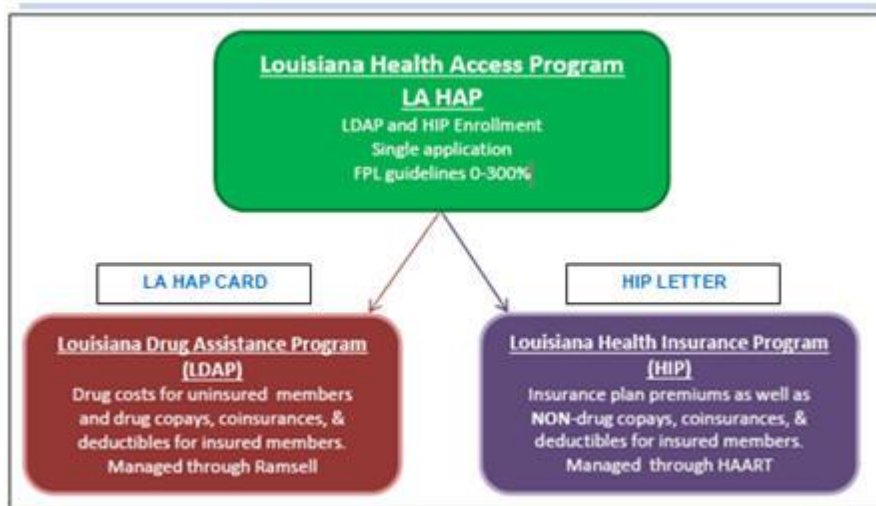 Louisiana Health Access Program
LA HAP
LDAP and HIP Enrollment
Single application
FPL guidelines 0-300%
LA HAP CARD
HIP LETTER
Louisiana Drug Assistance Program
(LDAP)
Drug costs for uninsured members
and drug copays, coinsurances, &
deductibles for insured members.
Managed through Ramsell
Louisiana Health Insurance Program
(HIP)
Insurance plan premiums as well as
NON-drug copays, coinsurances, &
deductibles for insured members.
Managed through HAART